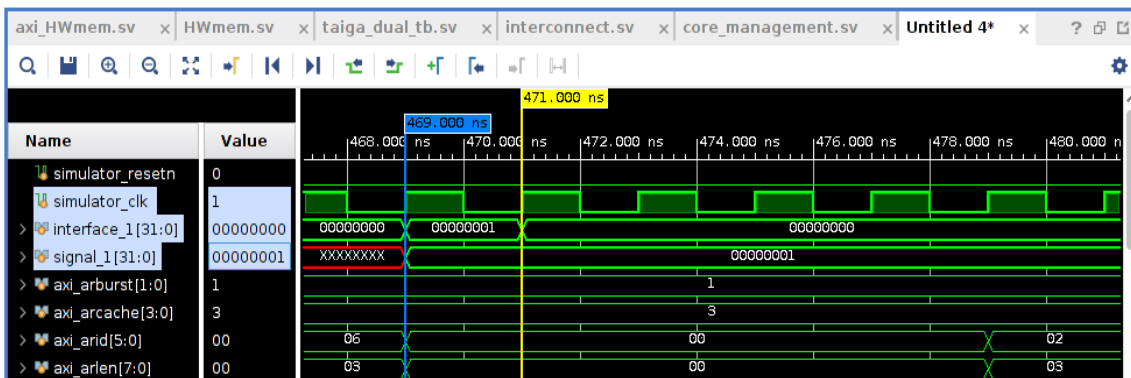 axi_HWmem.sv × HWmem.sv × taiga_dual_tb.sv × interconnect.sv × core_management.sv × Untitled 4* × ?
471.000 ns
469.000 ns
Name Value 468.000 ns 470.000 ns 472.000 ns 474.000 ns 476.000 ns 478.000 ns 480.000 n
simulator_resetn 0
simulator_clk 1
> interface_1[31:0] 00000000 00000000 00000001 00000000
> signal_1[31:0] 00000001 XXXXXXXX 00000001
> axi_arburst[1:0] 1 1
> axi_arcache[3:0] 3 3
> axi_arid[5:0] 00 06 00 02
> axi_arlen[7:0] 00 03 00 03